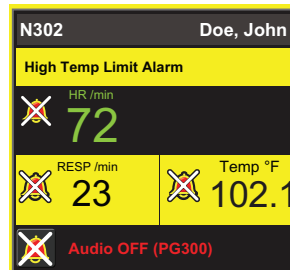 N302 Doe, John
High Temp Limit Alarm
HR /min
72
RESP /min Temp °F
23 102.1
Audio OFF (PG300)